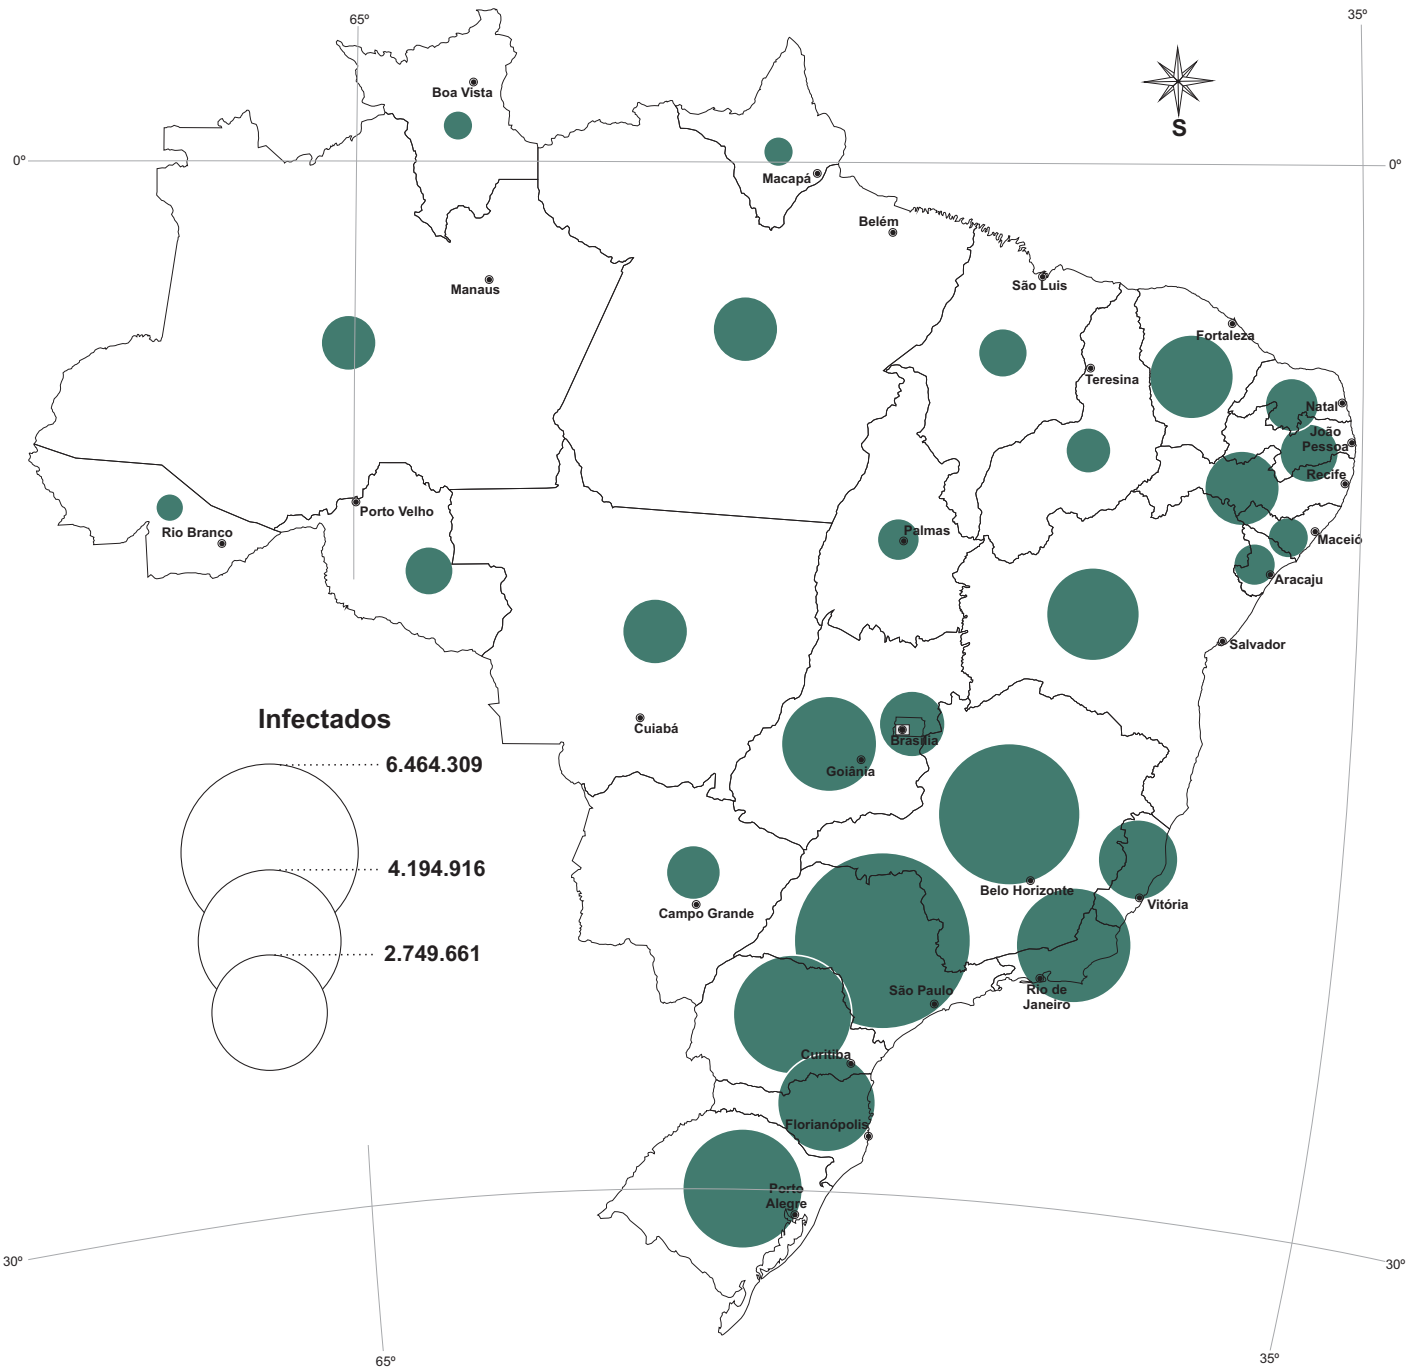 65º
35º
Boa Vista
S
0º
0º
Macapá
Belém
Manaus
São Luis
Fortaleza
Teresina
Natal
João
Pessoa
Recife
Porto Velho
Rio Branco
Palmas
Maceió
Aracaju
Salvador
Infectados
Cuiabá
Brasília
Goiânia
6.464.309
4.194.916
Belo Horizonte
Campo Grande
Vitória
2.749.661
São Paulo
Rio de
Janeiro
Curitiba
Florianópolis
Porto
Alegre
30º
30º
65º
35º